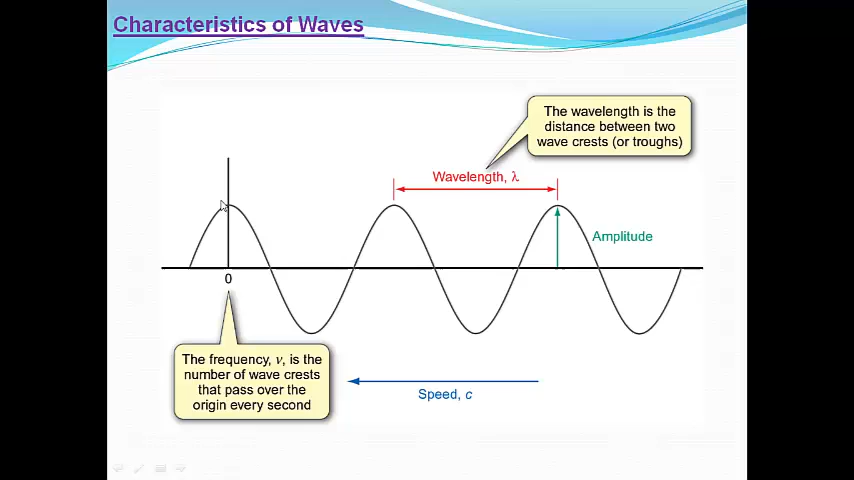 Characteristics of Waves
The wavelength is the
distance between two
wave crests (or troughs)
Wavelength, λ
Amplitude
0
The frequency, ν, is the
number of wave crests
that pass over the
origin every second
Speed, c